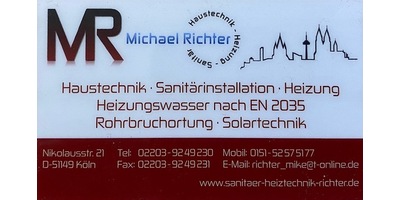 MR Michael Richter Haustechnik - Heizung - Sanitär
Haustechnik · Sanitärinstallation · Heizung
Heizungswasser nach EN 2035
Rohrbruchortung · Solartechnik
Nikolausstr. 21 Tel: 02203-9249230 Mobil: 0151-52575177
D-51149 Köln Fax: 02203-9249231 E-Mail: richter_mike@t-online.de
www.sanitaer-heiztechnik-richter.de